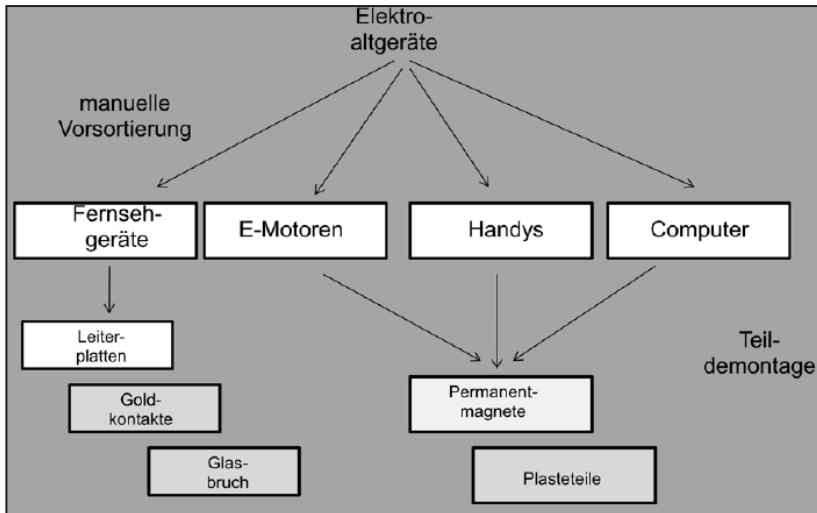 Elektro-
altgeräte
manuelle
Vorsortierung
Fernseh-
geräte
E-Motoren
Handys
Computer
Leiter-
platten
Teil-
demontage
Gold-
kontakte
Permanent-
magnete
Glas-
bruch
Plasteteile